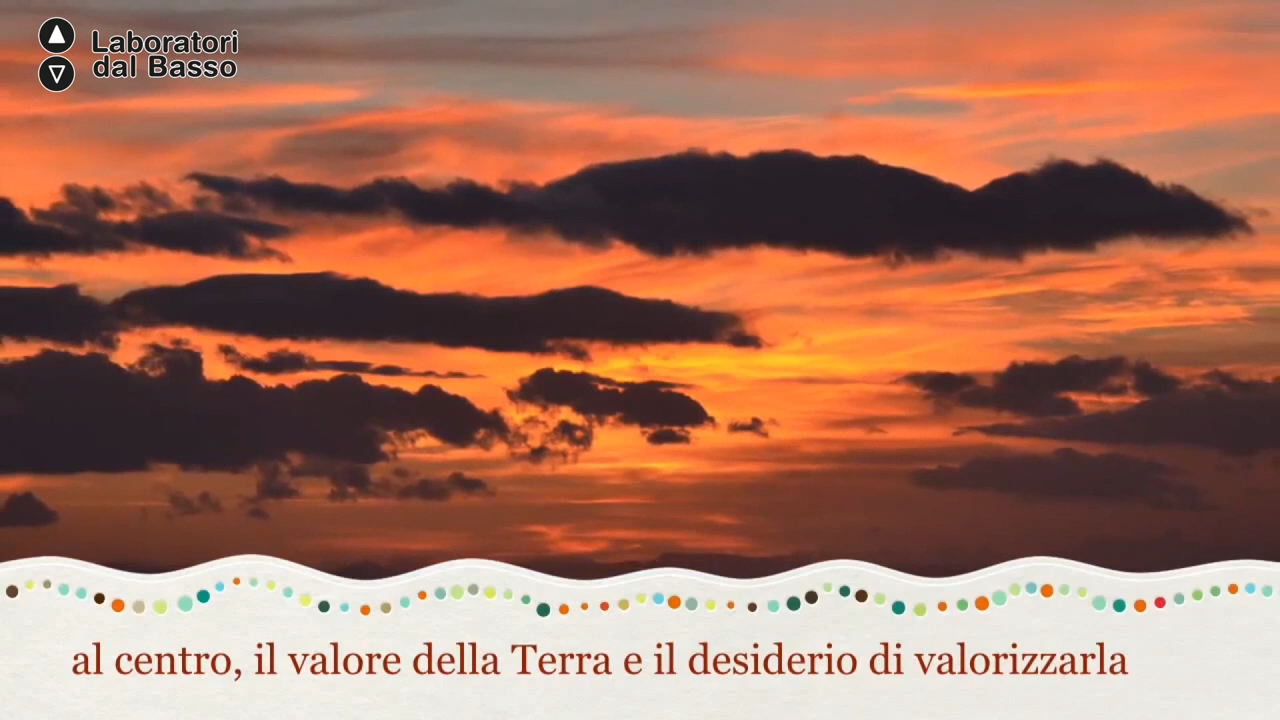 Laboratori
dal Basso
al centro, il valore della Terra e il desiderio di valorizzarla